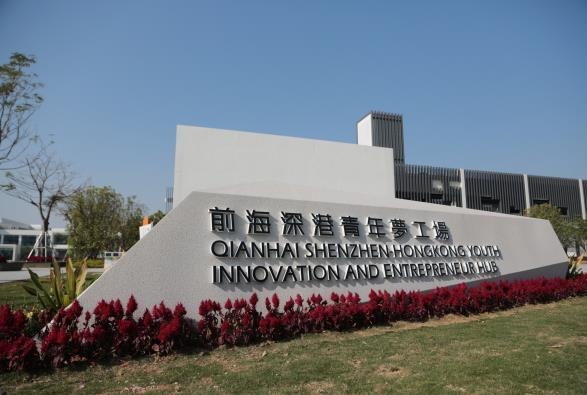 前海深港青年夢工場
QIANHAI SHENZHEN-HONGKONG YOUTH
INNOVATION AND ENTREPRENEUR HUB